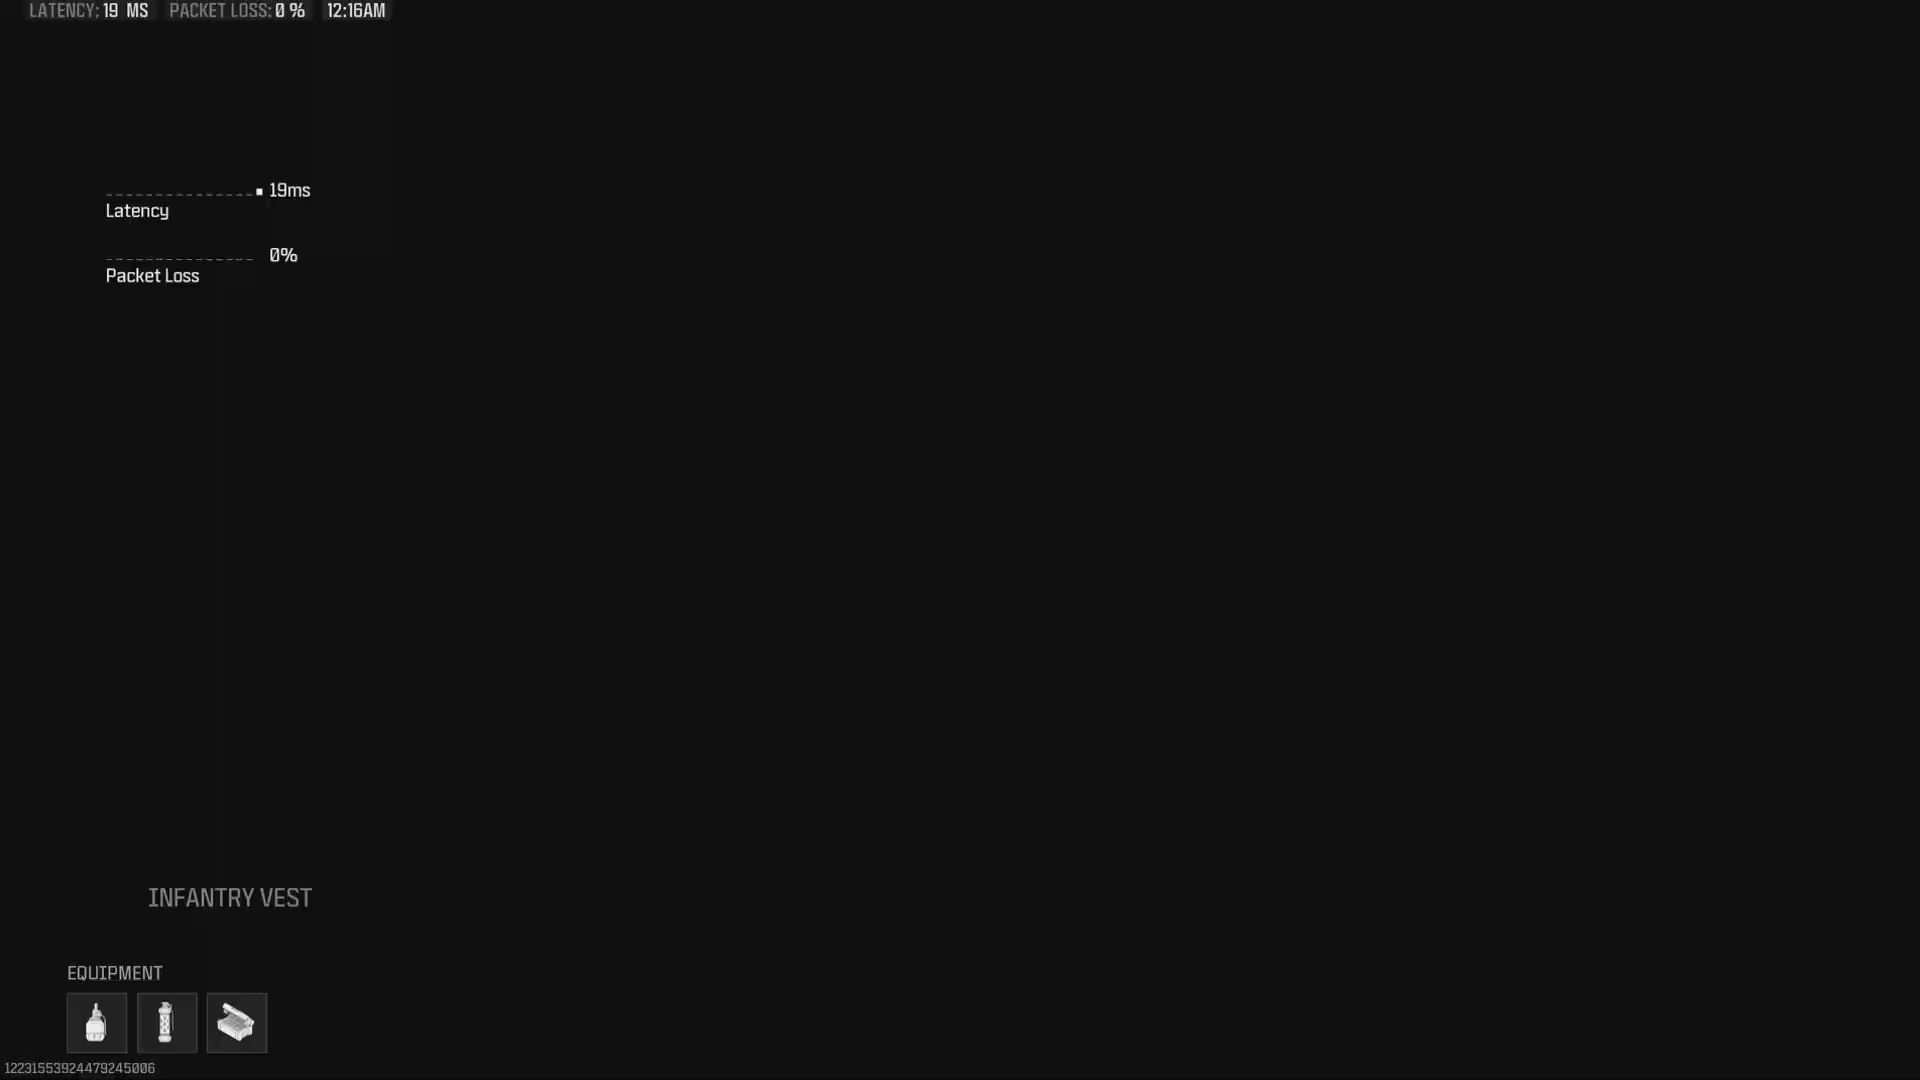 LATENCY: 19 MS PACKET LOSS: 0 % 12:16AM
19ms
Latency
0%
Packet Loss
INFANTRY VEST
EQUIPMENT
12231553924479245006